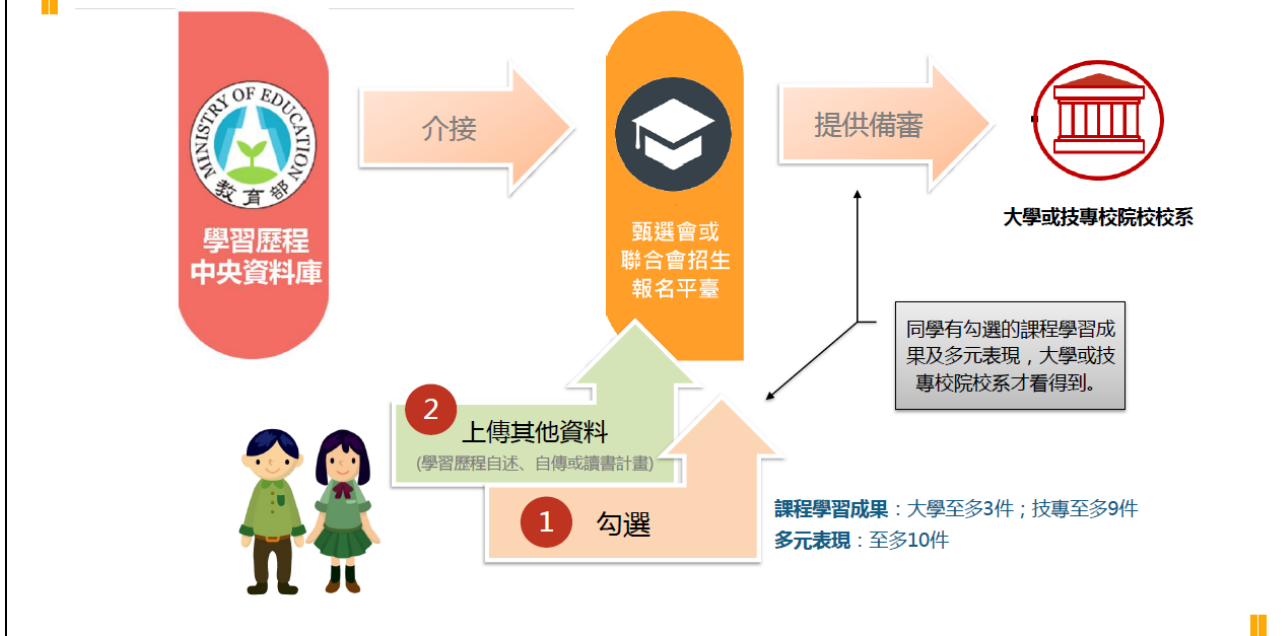 MINISTRY OF EDUCATION
教育部
學習歷程
中央資料庫
介接
甄選會或
聯合會招生
報名平臺
提供備審
大學或技專校院校校系
同學有勾選的課程學習成
果及多元表現，大學或技
專校院校系才看得到。
2
上傳其他資料
(學習歷程自述、自傳或讀書計畫)
1
勾選
課程學習成果：大學至多3件；技專至多9件
多元表現：至多10件